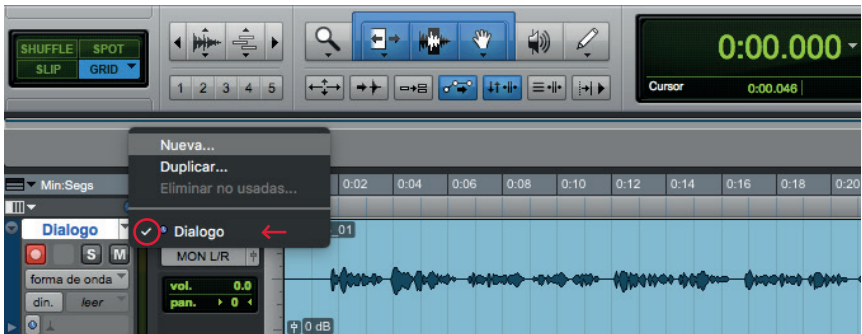 SHUFFLE SPOT
SLIP GRID
1 2 3 4 5
0:00.000
Cursor 0:00.046
Nueva...
Duplicar...
Eliminar no usadas...
Dialogo
Min:Segs
0:02 0:04 0:06 0:08 0:10 0:12 0:14 0:16 0:18 0:20
Dialogo
_01
S M
MON L/R
forma de onda
vol. 0.0
din. leer
pan. 0
0 dB